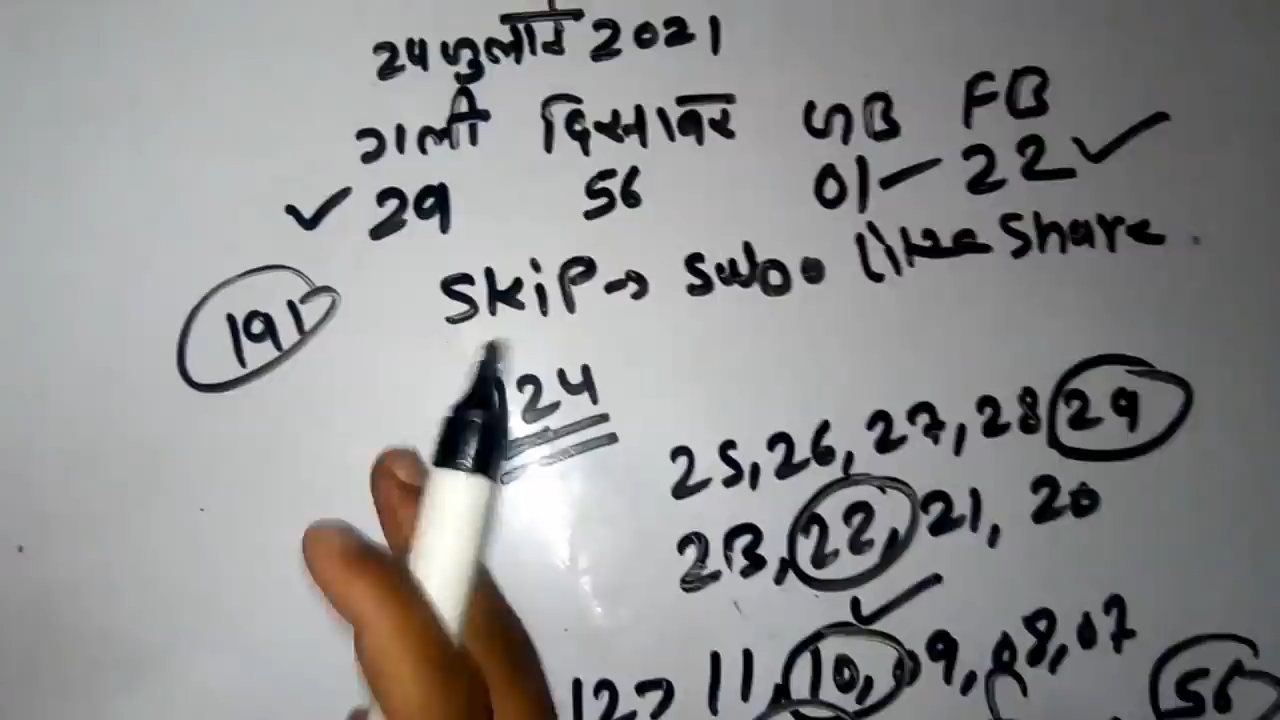 24 जुलाई 2021
गली दिसावर GB FB
29 56 01 - 22
Skip → Subo like Share.
191
24
25, 26, 27, 28 29
23, 22, 21, 20
12, 11, 10, 09, 08, 07
56